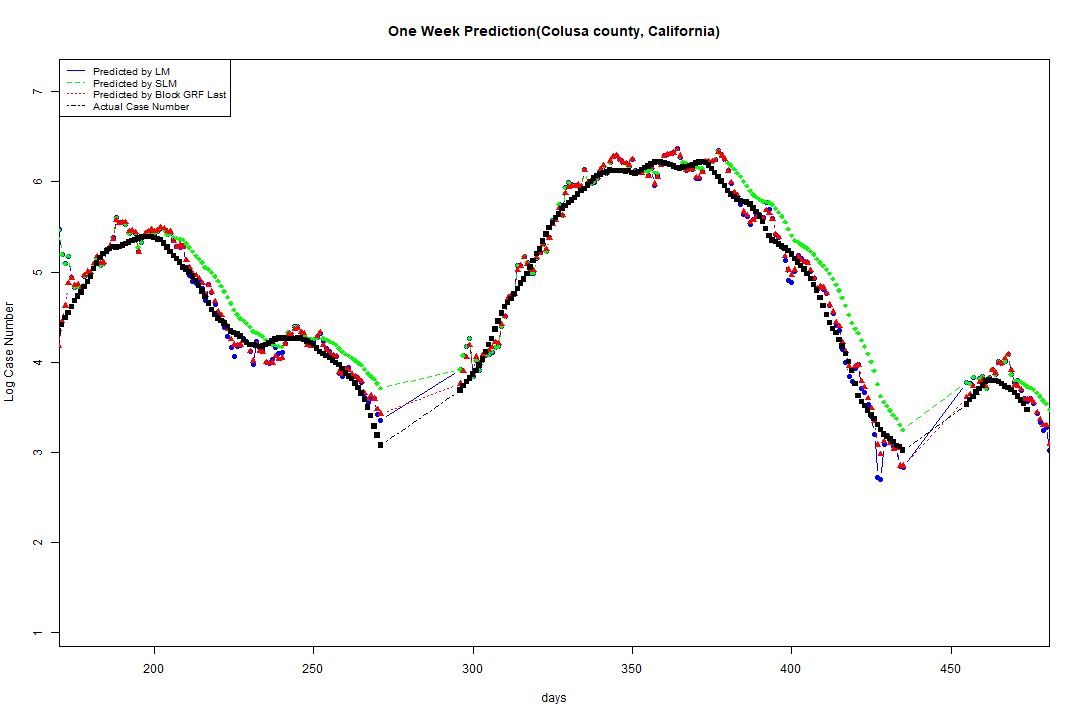 One Week Prediction(Colusa county, California)
Predicted by LM
Predicted by SLM
Predicted by Block GRF Last
Actual Case Number
7
6
5
4
3
2
1
Log Case Number
200 250 300 350 400 450
days